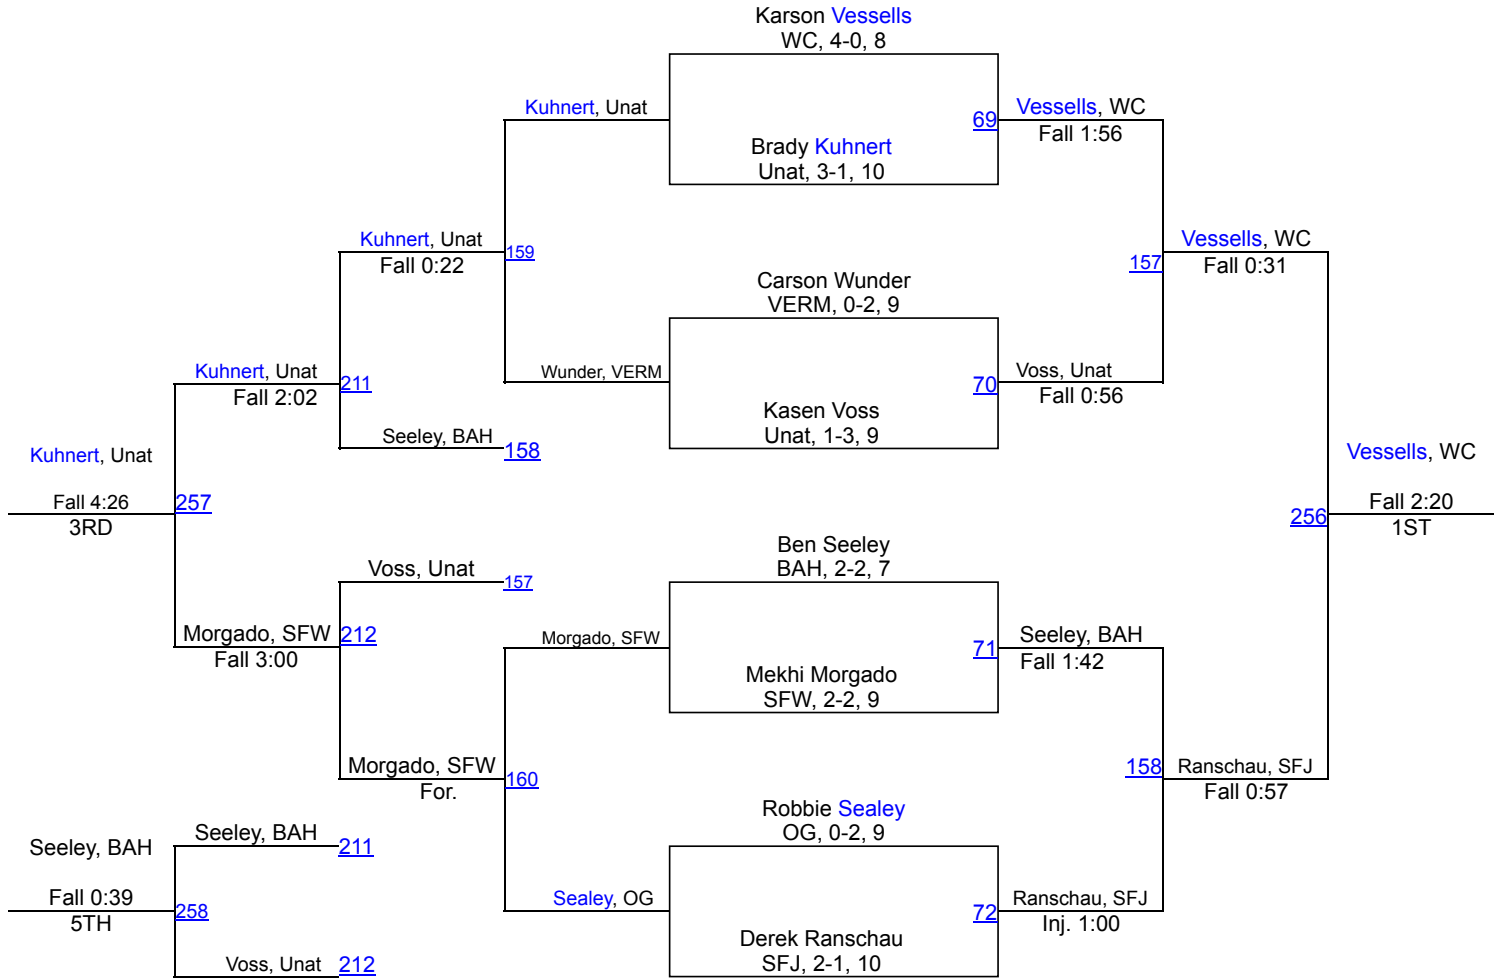 Karson Vessells
WC, 4-0, 8
Kuhnert, Unat
69
Vessells, WC
Fall 1:56
Brady Kuhnert
Unat, 3-1, 10
Kuhnert, Unat
Fall 0:22
159
157
Vessells, WC
Fall 0:31
Carson Wunder
VERM, 0-2, 9
Kuhnert, Unat
Fall 2:02
211
Wunder, VERM
70
Voss, Unat
Fall 0:56
Kasen Voss
Unat, 1-3, 9
Seeley, BAH
158
Kuhnert, Unat
Fall 4:26
3RD
257
Vessells, WC
256
Fall 2:20
1ST
Ben Seeley
BAH, 2-2, 7
Voss, Unat
157
Morgado, SFW
Fall 3:00
212
Morgado, SFW
71
Seeley, BAH
Fall 1:42
Mekhi Morgado
SFW, 2-2, 9
Morgado, SFW
For.
160
158
Ranschau, SFJ
Fall 0:57
Robbie Sealey
OG, 0-2, 9
Seeley, BAH
Seeley, BAH
211
Fall 0:39
5TH
258
Sealey, OG
72
Ranschau, SFJ
Inj. 1:00
Derek Ranschau
SFJ, 2-1, 10
Voss, Unat
212